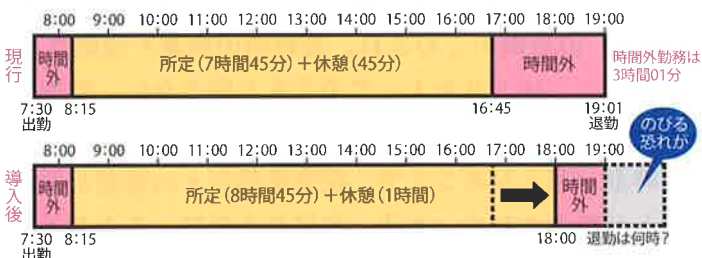 8:00 9:00 10:00 11:00 12:00 13:00 14:00 15:00 16:00 17:00 18:00 19:00
現行
時間外
所定（7時間45分）＋休憩（45分）
時間外
時間外勤務は
3時間01分
7:30 8:15 16:45 19:01
出勤 退勤
のびる
恐れが
8:00 9:00 10:00 11:00 12:00 13:00 14:00 15:00 16:00 17:00 18:00 19:00
導入後
時間外
所定（8時間45分）＋休憩（1時間）
時間外
7:30 8:15 18:00 退勤は何時？
出勤